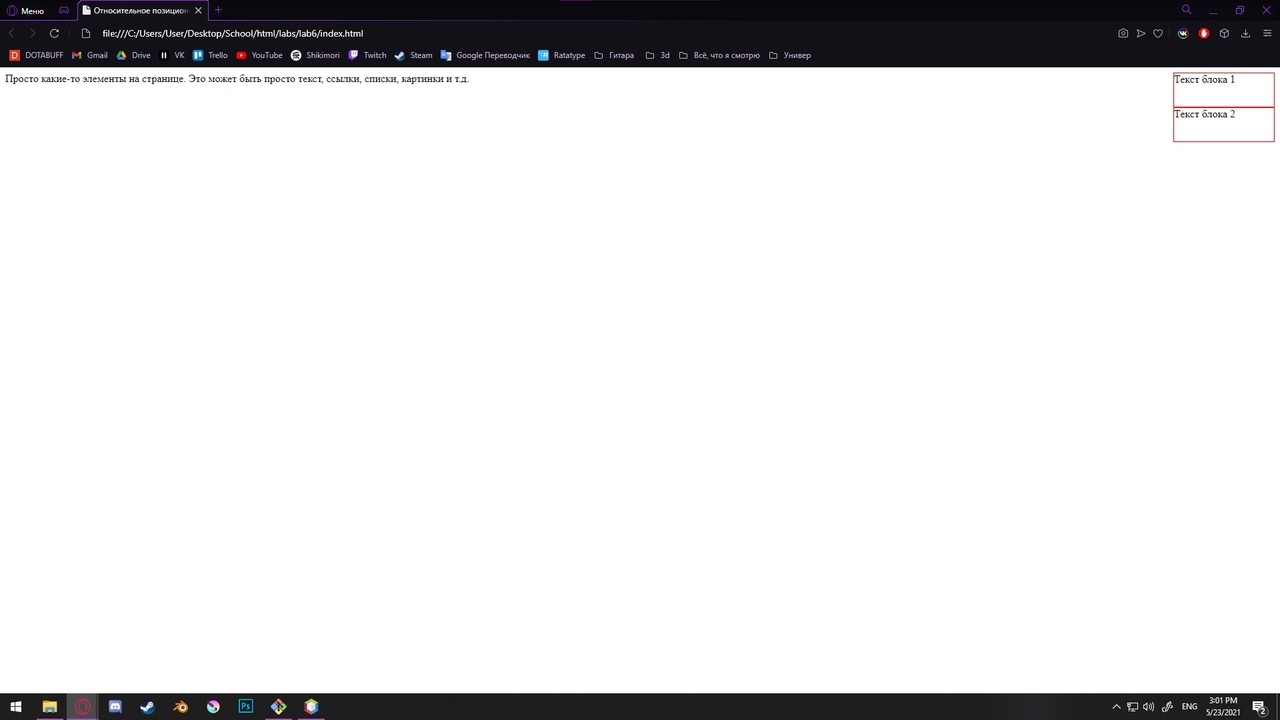 Меню
Относительное позицион
file:///C:/Users/User/Desktop/School/html/labs/lab6/index.html
DOTABUFF Gmail Drive VK Trello YouTube Shikimori Twitch Steam Google Переводчик Ratatype Гитара 3d Всё, что я смотрю Универ
Просто какие-то элементы на странице. Это может быть просто текст, ссылки, списки, картинки и т.д.
Текст блока 1
Текст блока 2
Ps
ENG
3:01 PM
5/23/2021
2